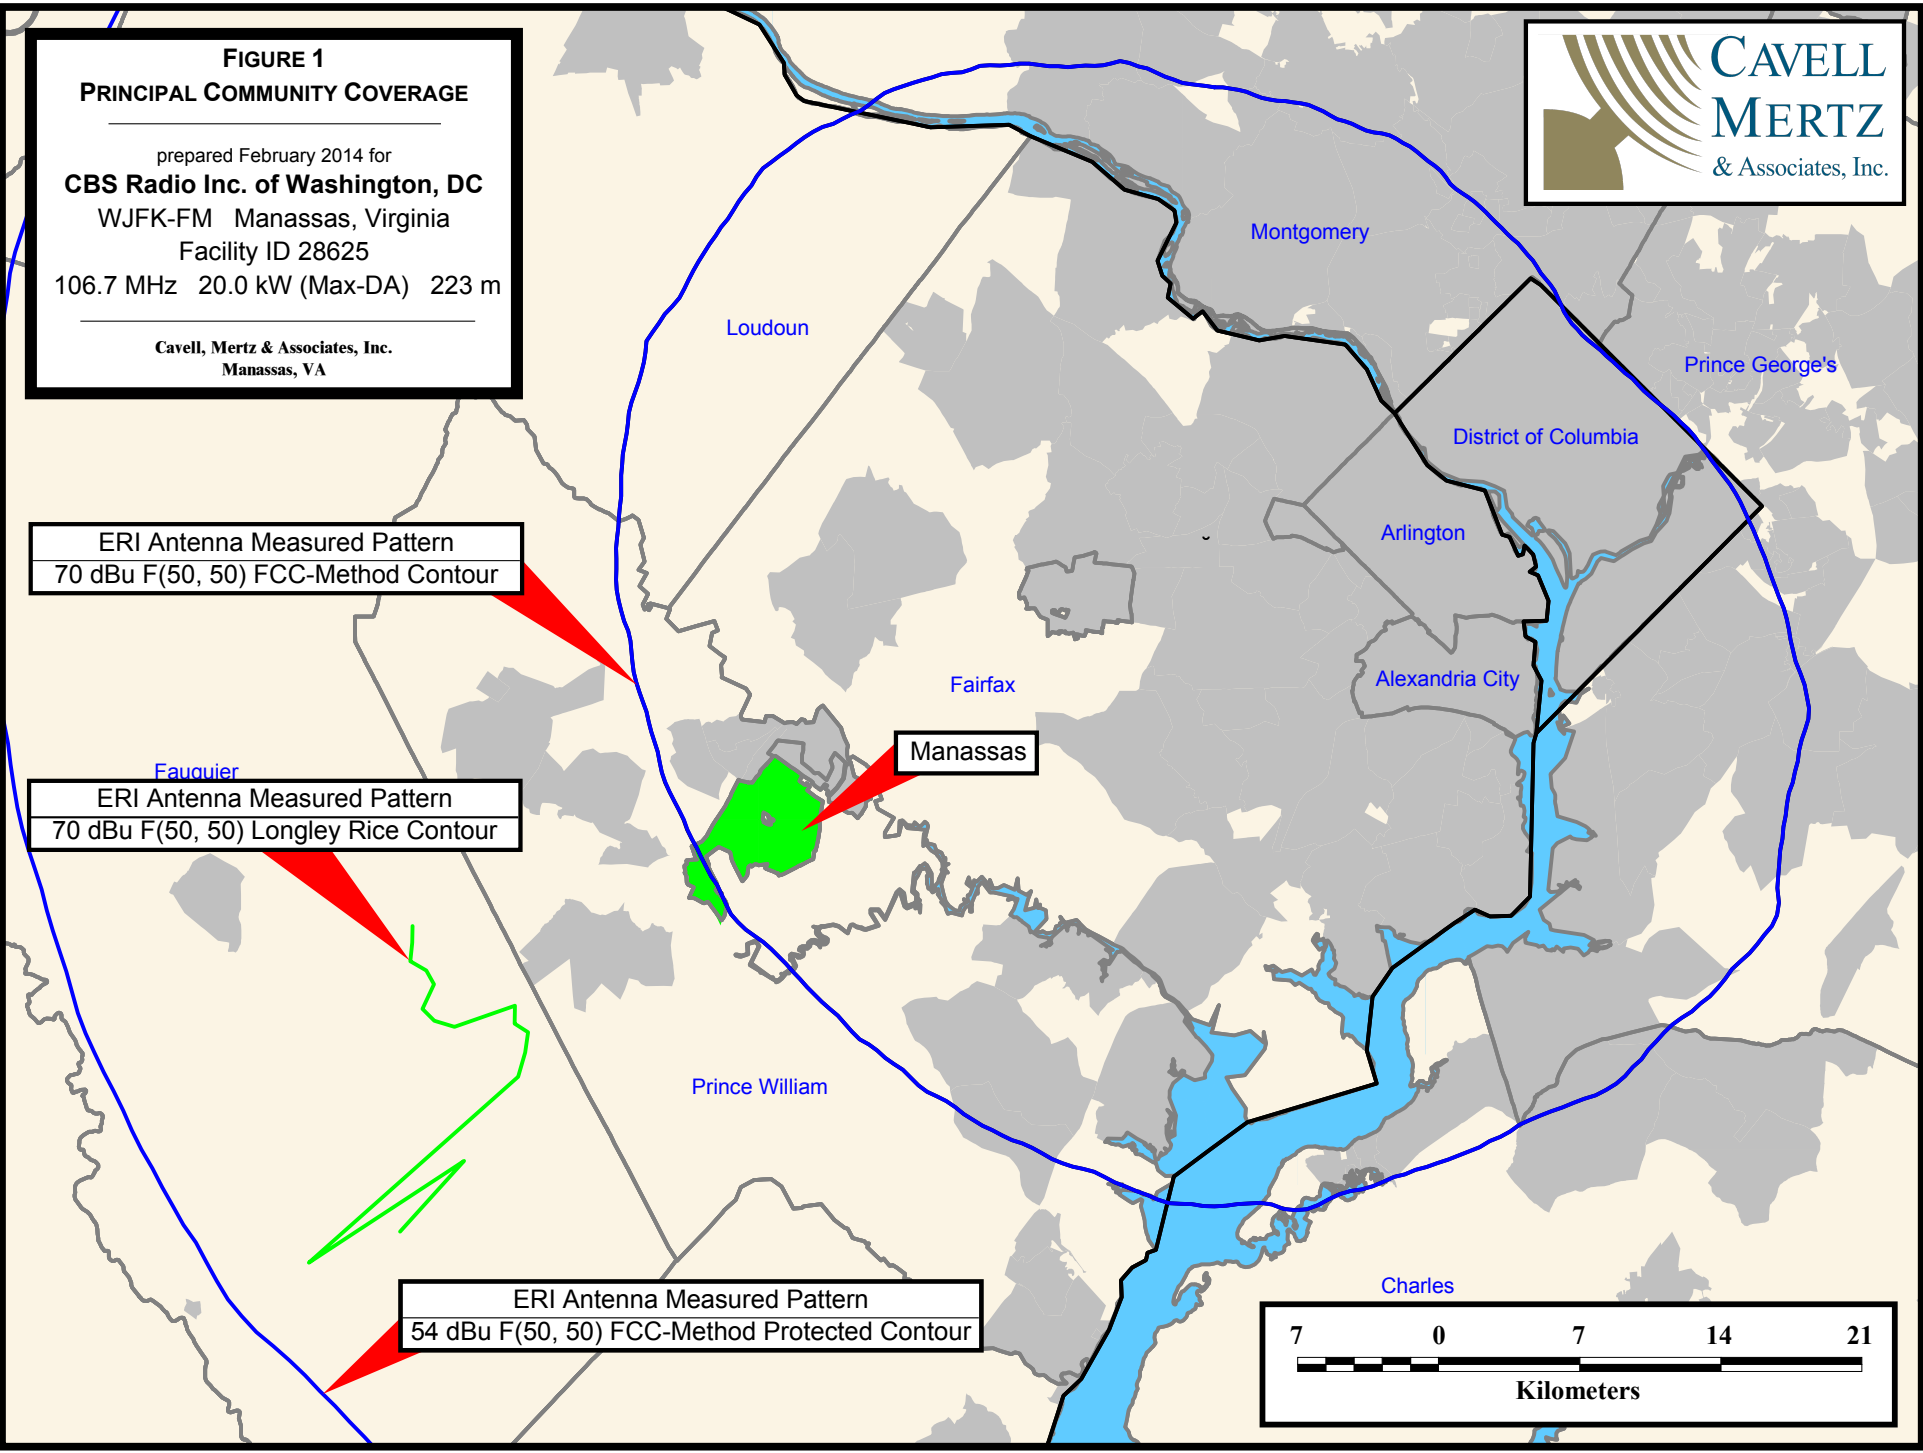 FIGURE 1
PRINCIPAL COMMUNITY COVERAGE
prepared February 2014 for
CBS Radio Inc. of Washington, DC
WJFK-FM Manassas, Virginia
Facility ID 28625
106.7 MHz 20.0 kW (Max-DA) 223 m
Cavell, Mertz & Associates, Inc.
Manassas, VA
CAVELL
MERTZ
& Associates, Inc.
Montgomery
Loudoun
Prince George's
District of Columbia
Arlington
ERI Antenna Measured Pattern
70 dBu F(50, 50) FCC-Method Contour
Alexandria City
Fairfax
Manassas
Fauquier
ERI Antenna Measured Pattern
70 dBu F(50, 50) Longley Rice Contour
Prince William
Charles
ERI Antenna Measured Pattern
54 dBu F(50, 50) FCC-Method Protected Contour
7 0 7 14 21
Kilometers